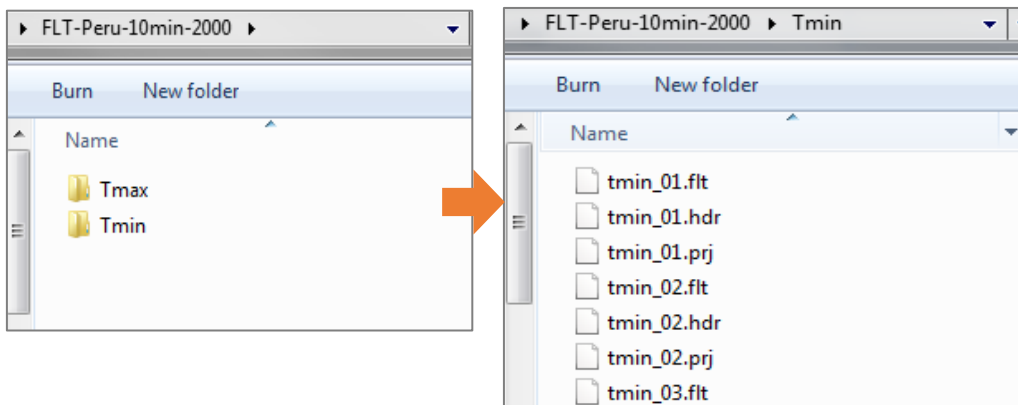 FLT-Peru-10min-2000
Burn New folder
Name
Tmax
Tmin
FLT-Peru-10min-2000 Tmin
Burn New folder
Name
tmin_01.flt
tmin_01.hdr
tmin_01.prj
tmin_02.flt
tmin_02.hdr
tmin_02.prj
tmin_03.flt